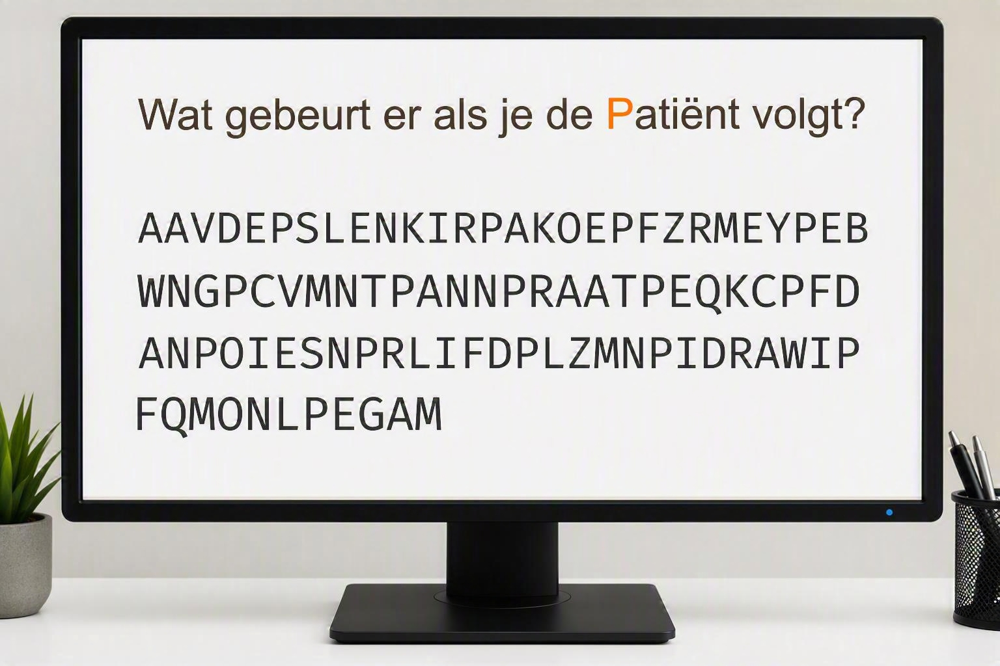 Wat gebeurt er als je de Patiënt volgt?
AAVDEPSLENKIRPAKOEPFZRMEYPEB
WNGPCVMNTPANNPRAATPEQKCPFD
ANPOIESNPRLIFDPLZMNPIDRAWIP
FQMONLPEGAM